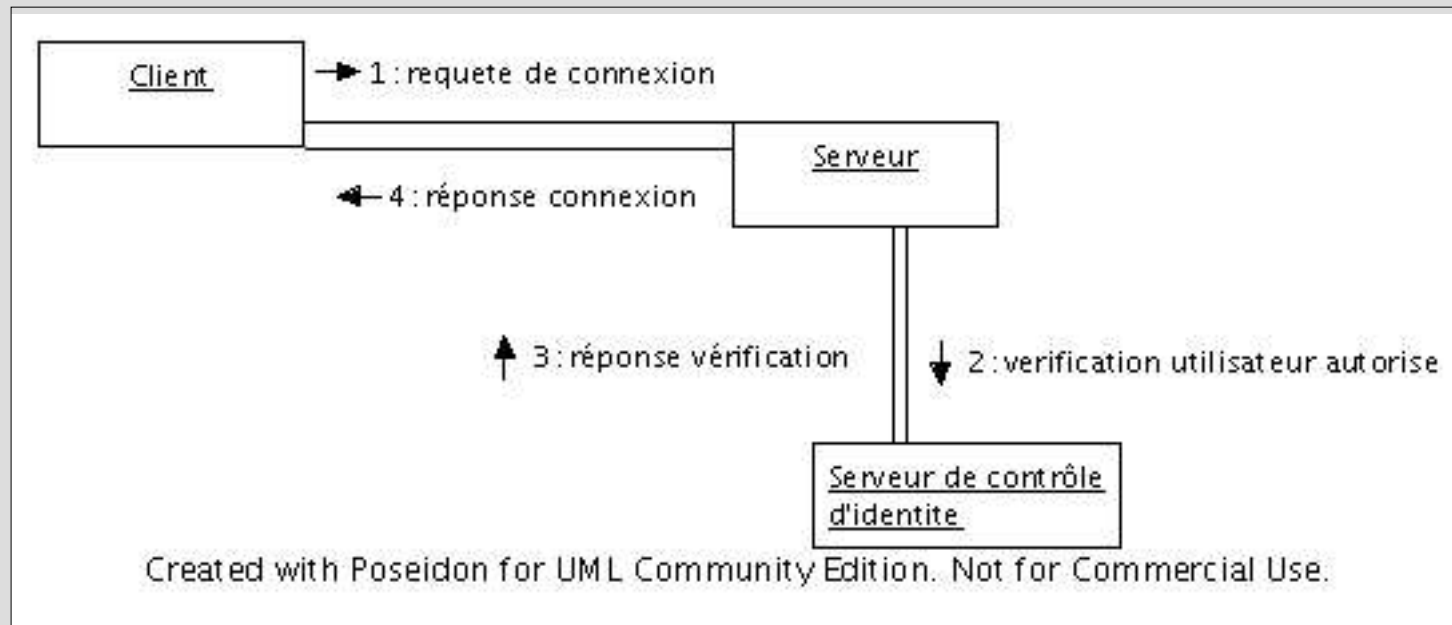 Client
1:requete de connexion
Serveur
4:réponse connexion
3:réponse vérification
2:verification utilisateur autorise
Serveur de contrôle
d'identite
Created with Poseidon for UML Community Edition. Not for Commercial Use.